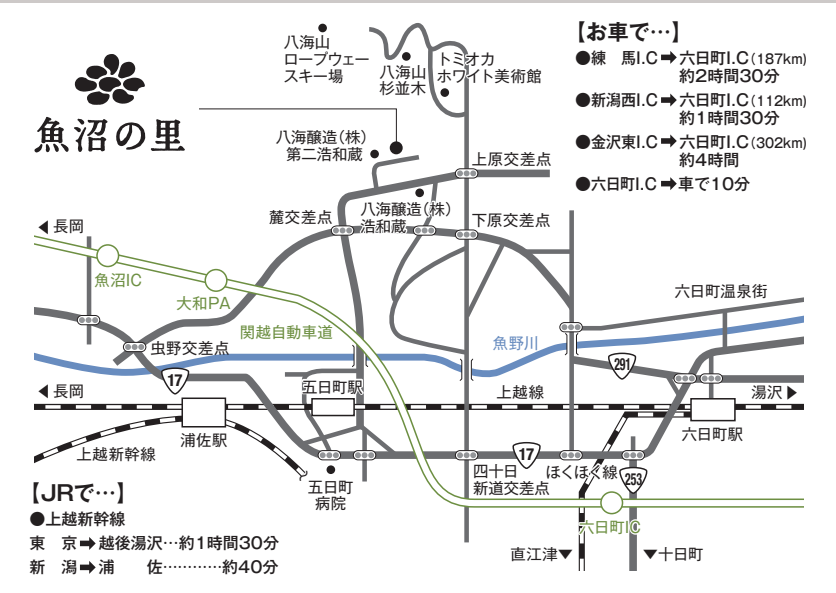 魚沼の里
八海山
ロープウェー
スキー場
八海山
杉並木
トミオカ
ホワイト美術館
【お車で…】
●練　馬I.C➡六日町I.C(187km)
約2時間30分
●新潟西I.C➡六日町I.C(112km)
約1時間30分
●金沢東I.C➡六日町I.C(302km)
約4時間
●六日町I.C➡車で10分
八海醸造(株)
第二浩和蔵
上原交差点
八海醸造(株)
浩和蔵
麓交差点
下原交差点
◀長岡
魚沼IC
大和PA
関越自動車道
六日町温泉街
虫野交差点
魚野川
291
17
◀長岡
五日町駅
上越線
湯沢▶
浦佐駅
六日町駅
上越新幹線
17
四十日
新道交差点
ほくほく線
253
五日町
病院
六日町IC
直江津▼
▼十日町
【JRで…】
●上越新幹線
東　京➡越後湯沢…約1時間30分
新　潟➡浦　佐…………約40分